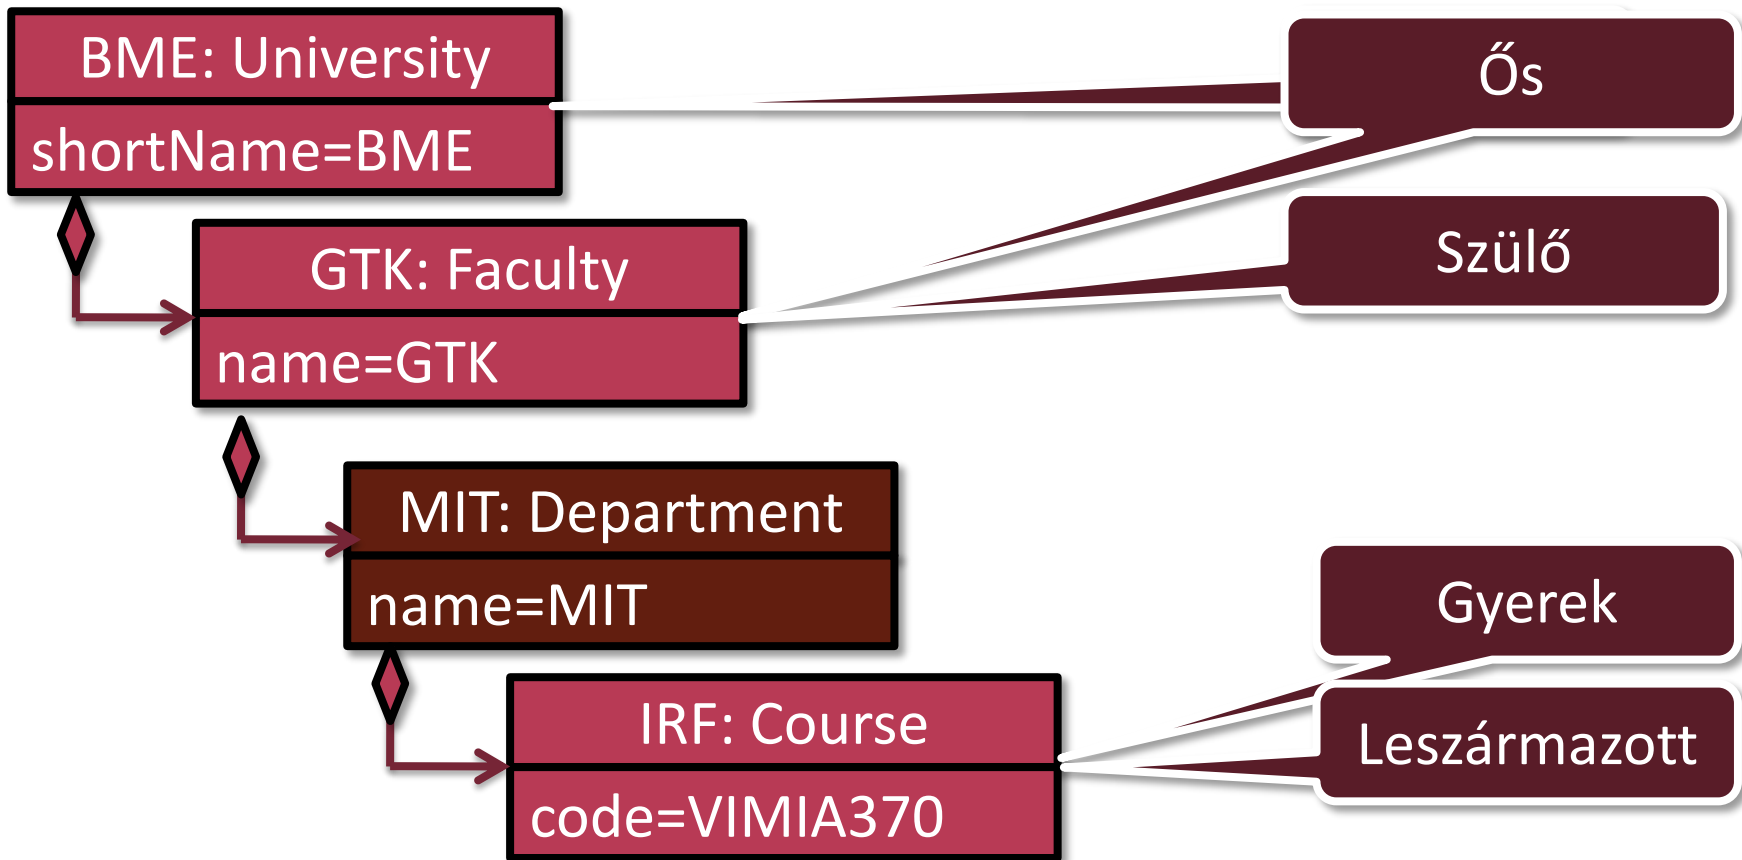 BME: University
shortName=BME
Ős
GTK: Faculty
name=GTK
Szülő
MIT: Department
name=MIT
Gyerek
IRF: Course
code=VIMIA370
Leszármazott